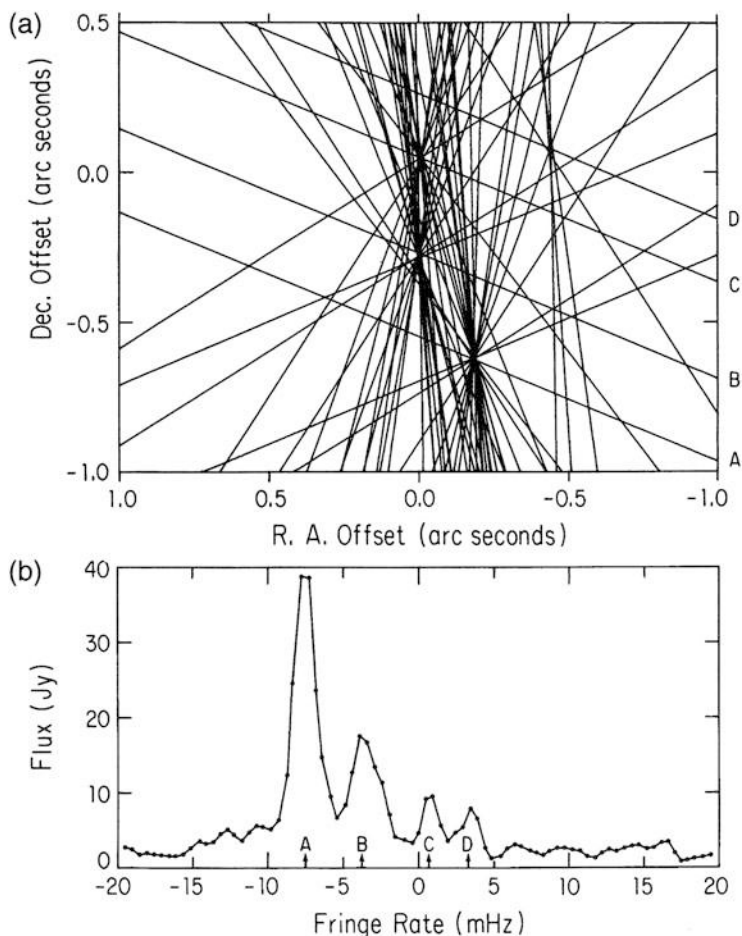 (a)
0.5
0.0
-0.5
-1.0
Dec. Offset (arc seconds)
D
C
B
A
1.0 0.5 0.0 -0.5 -1.0
R. A. Offset (arc seconds)
(b)
40
30
20
10
0
Flux (Jy)
A B C D
-20 -15 -10 -5 0 5 10 15 20
Fringe Rate (mHz)